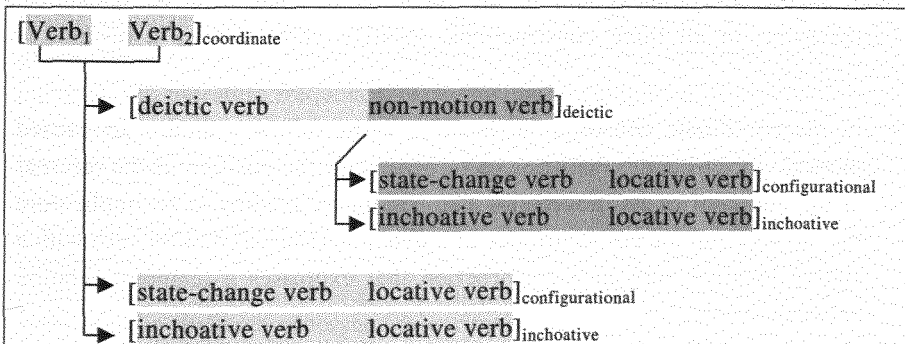 [Verb₁ Verb₂]coordinate
[deictic verb non-motion verb]deictic
[state-change verb locative verb]configurational
[inchoative verb locative verb]inchoative
[state-change verb locative verb]configurational
[inchoative verb locative verb]inchoative